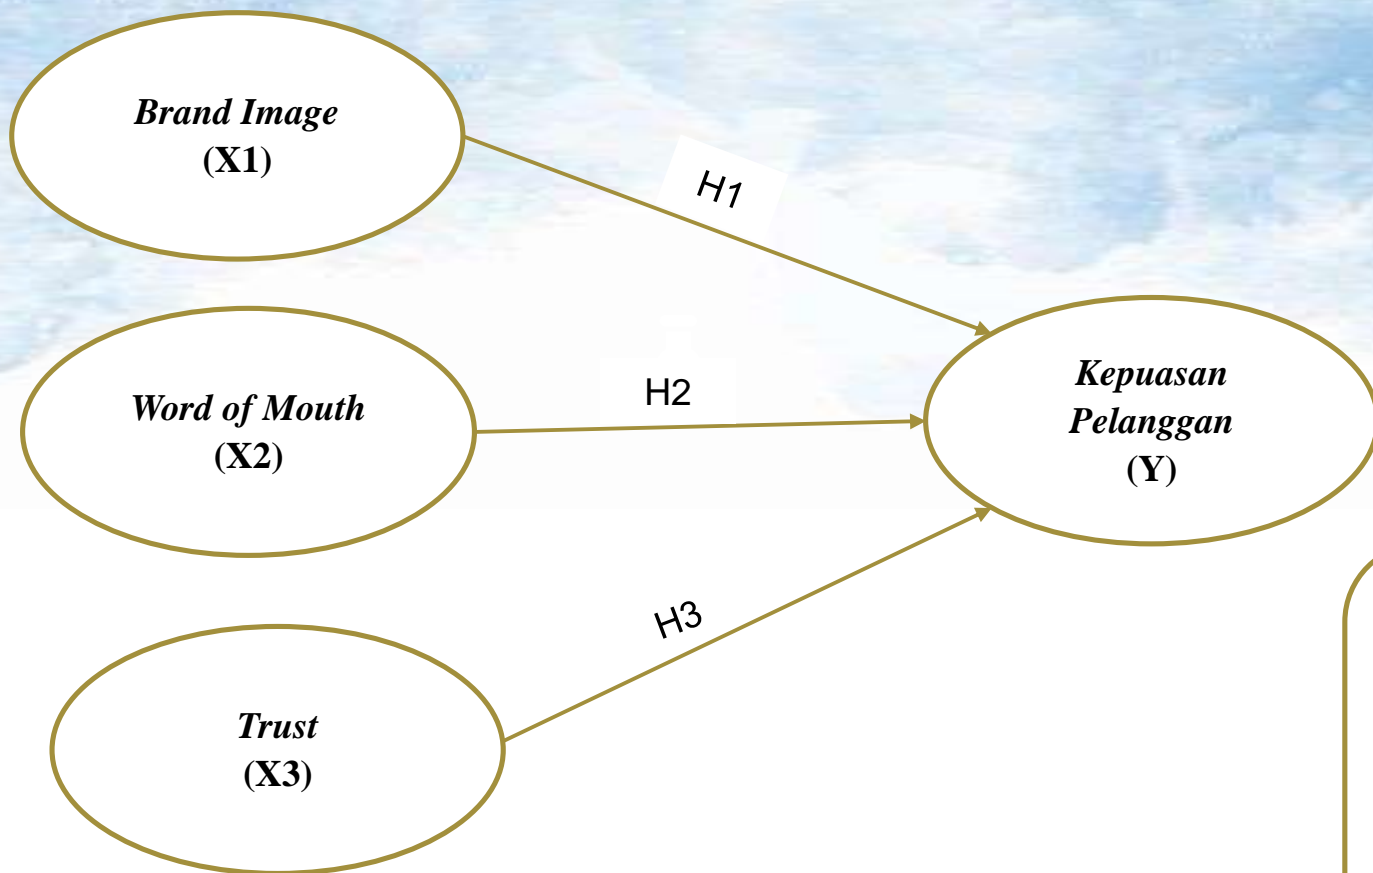 Brand Image
(X1)
H1
Word of Mouth
(X2)
H2
Kepuasan
Pelanggan
(Y)
H3
Trust
(X3)